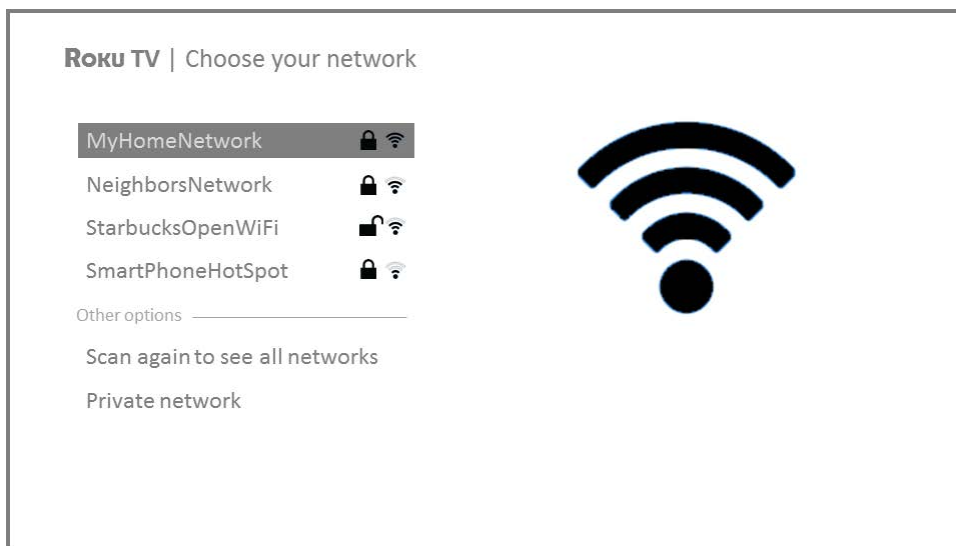 ROKU TV | Choose your network
MyHomeNetwork
NeighborsNetwork
StarbucksOpenWiFi
SmartPhoneHotSpot
Other options
Scan again to see all networks
Private network